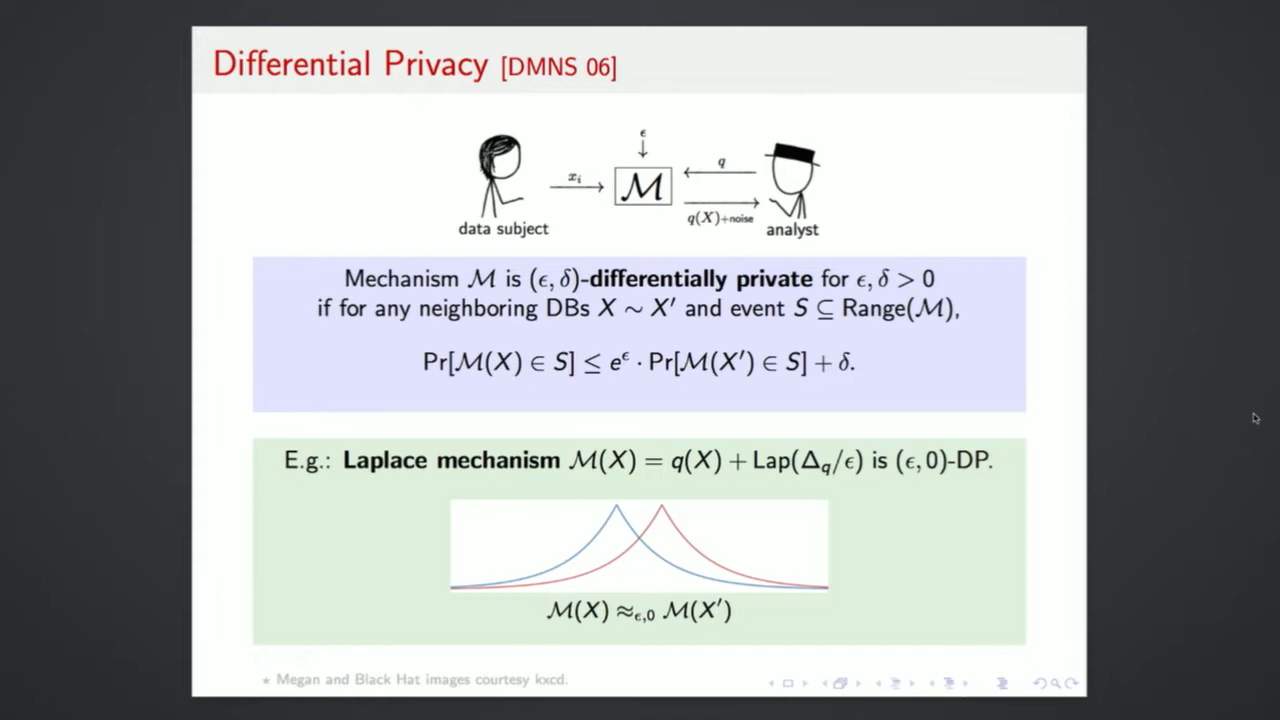 Differential Privacy [DMNS 06]
ϵ
x_i
M
q
q(X)+noise
data subject
analyst
Mechanism M is (ϵ, δ)-differentially private for ϵ, δ > 0
if for any neighboring DBs X ∼ X′ and event S ⊆ Range(M),
Pr[M(X) ∈ S] ≤ e^ϵ · Pr[M(X′) ∈ S] + δ.
E.g.: Laplace mechanism M(X) = q(X) + Lap(Δ_q/ϵ) is (ϵ, 0)-DP.
M(X) ≈_{ϵ,0} M(X′)
⋆ Megan and Black Hat images courtesy kxcd.